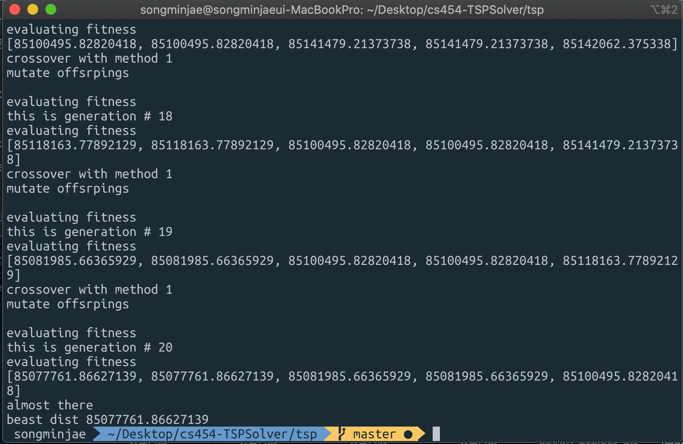 songminjae@songminjaeui-MacBookPro: ~/Desktop/cs454-TSPSolver/tsp
⌥⌘2
evaluating fitness
[85100495.82820418, 85100495.82820418, 85141479.21373738, 85141479.21373738, 85142062.375338]
crossover with method 1
mutate offsrpings
evaluating fitness
this is generation # 18
evaluating fitness
[85118163.77892129, 85118163.77892129, 85100495.82820418, 85100495.82820418, 85141479.2137373
8]
crossover with method 1
mutate offsrpings
evaluating fitness
this is generation # 19
evaluating fitness
[85081985.66365929, 85081985.66365929, 85100495.82820418, 85100495.82820418, 85118163.7789212
9]
crossover with method 1
mutate offsrpings
evaluating fitness
this is generation # 20
evaluating fitness
[85077761.86627139, 85077761.86627139, 85081985.66365929, 85081985.66365929, 85100495.8282041
8]
almost there
beast dist 85077761.86627139
songminjae ~/Desktop/cs454-TSPSolver/tsp master ●